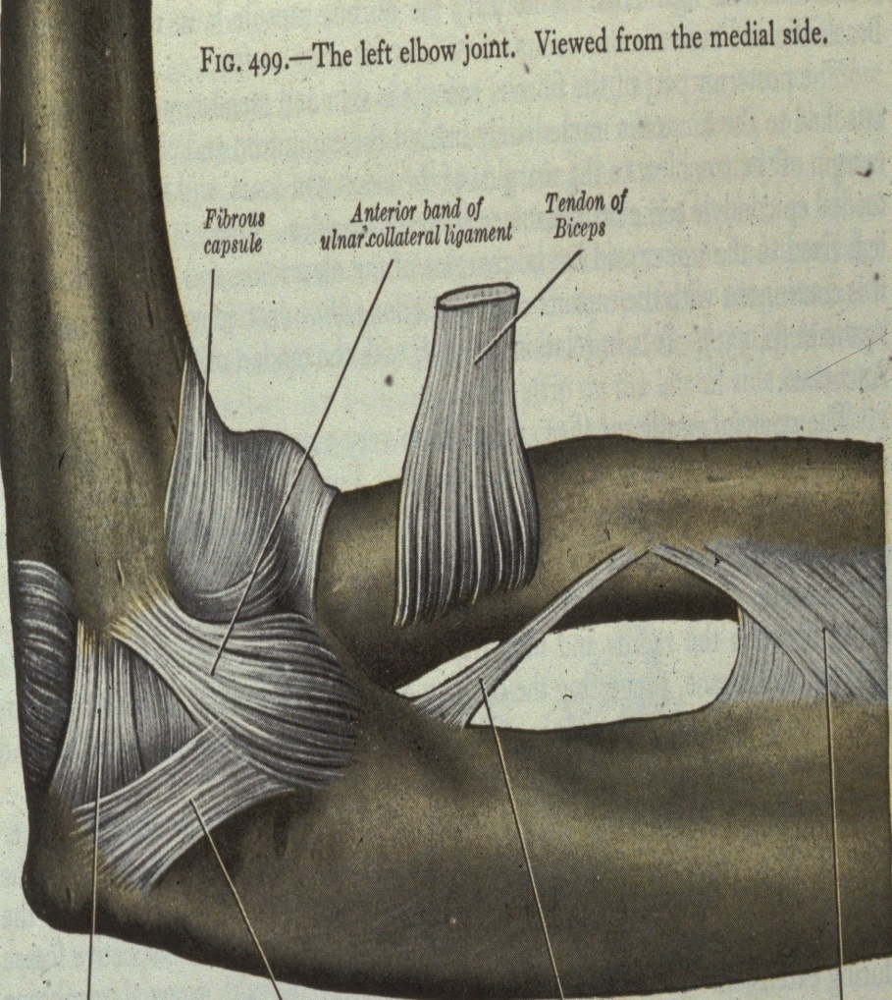 FIG. 499.—The left elbow joint. Viewed from the medial side.
Fibrous
capsule
Anterior band of
ulnar collateral ligament
Tendon of
Biceps